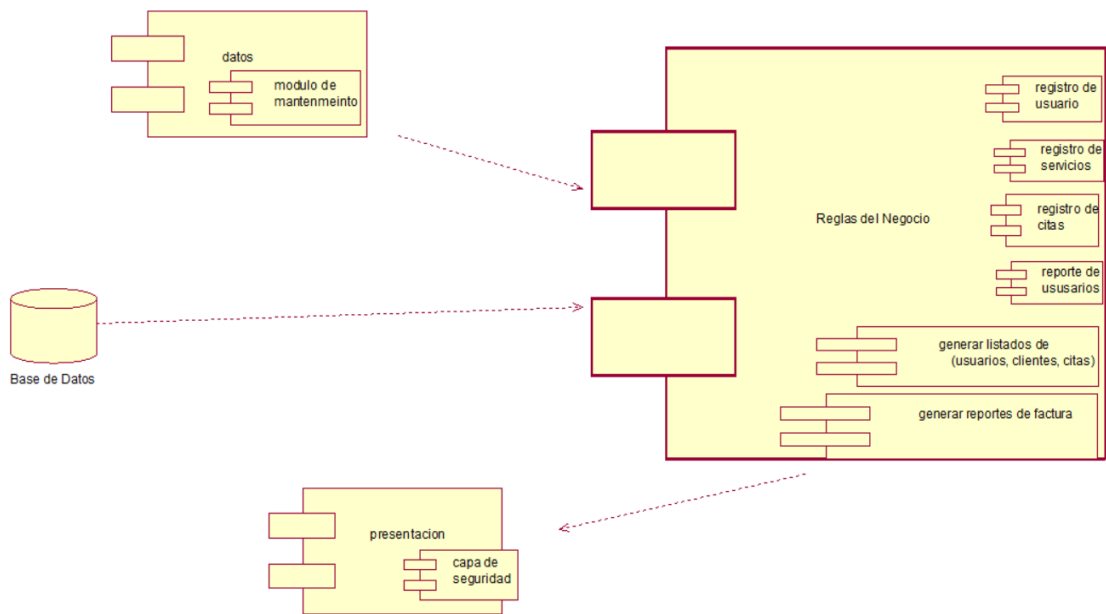 datos
modulo de
mantenmeinto
registro de
usuario
registro de
servicios
Reglas del Negocio
registro de
citas
reporte de
ususarios
generar listados de
(usuarios, clientes, citas)
generar reportes de factura
Base de Datos
presentacion
capa de
seguridad